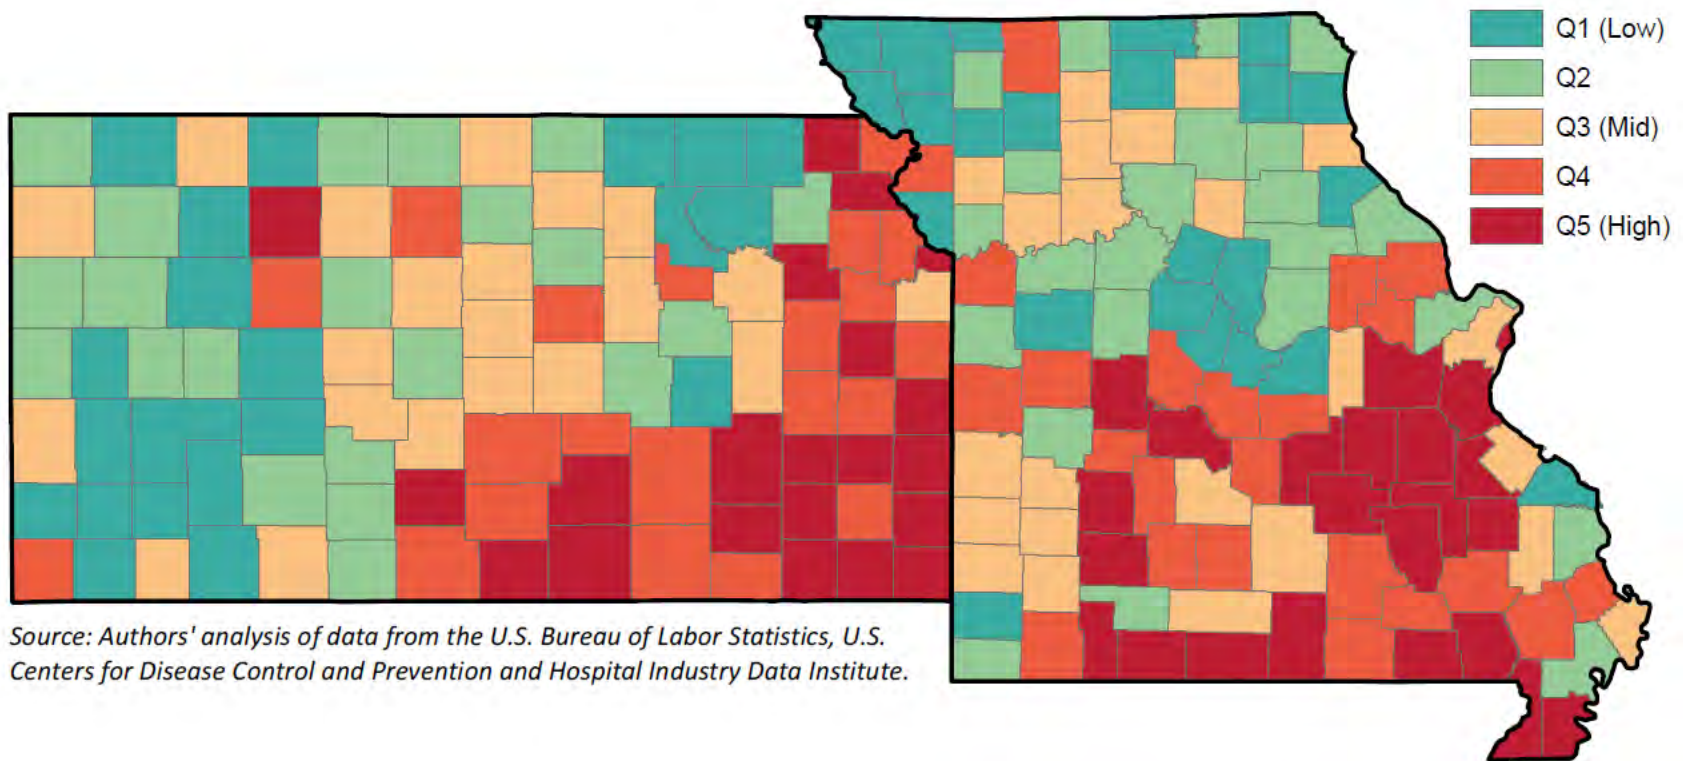 Q1 (Low)
Q2
Q3 (Mid)
Q4
Q5 (High)
Source: Authors' analysis of data from the U.S. Bureau of Labor Statistics, U.S.
Centers for Disease Control and Prevention and Hospital Industry Data Institute.